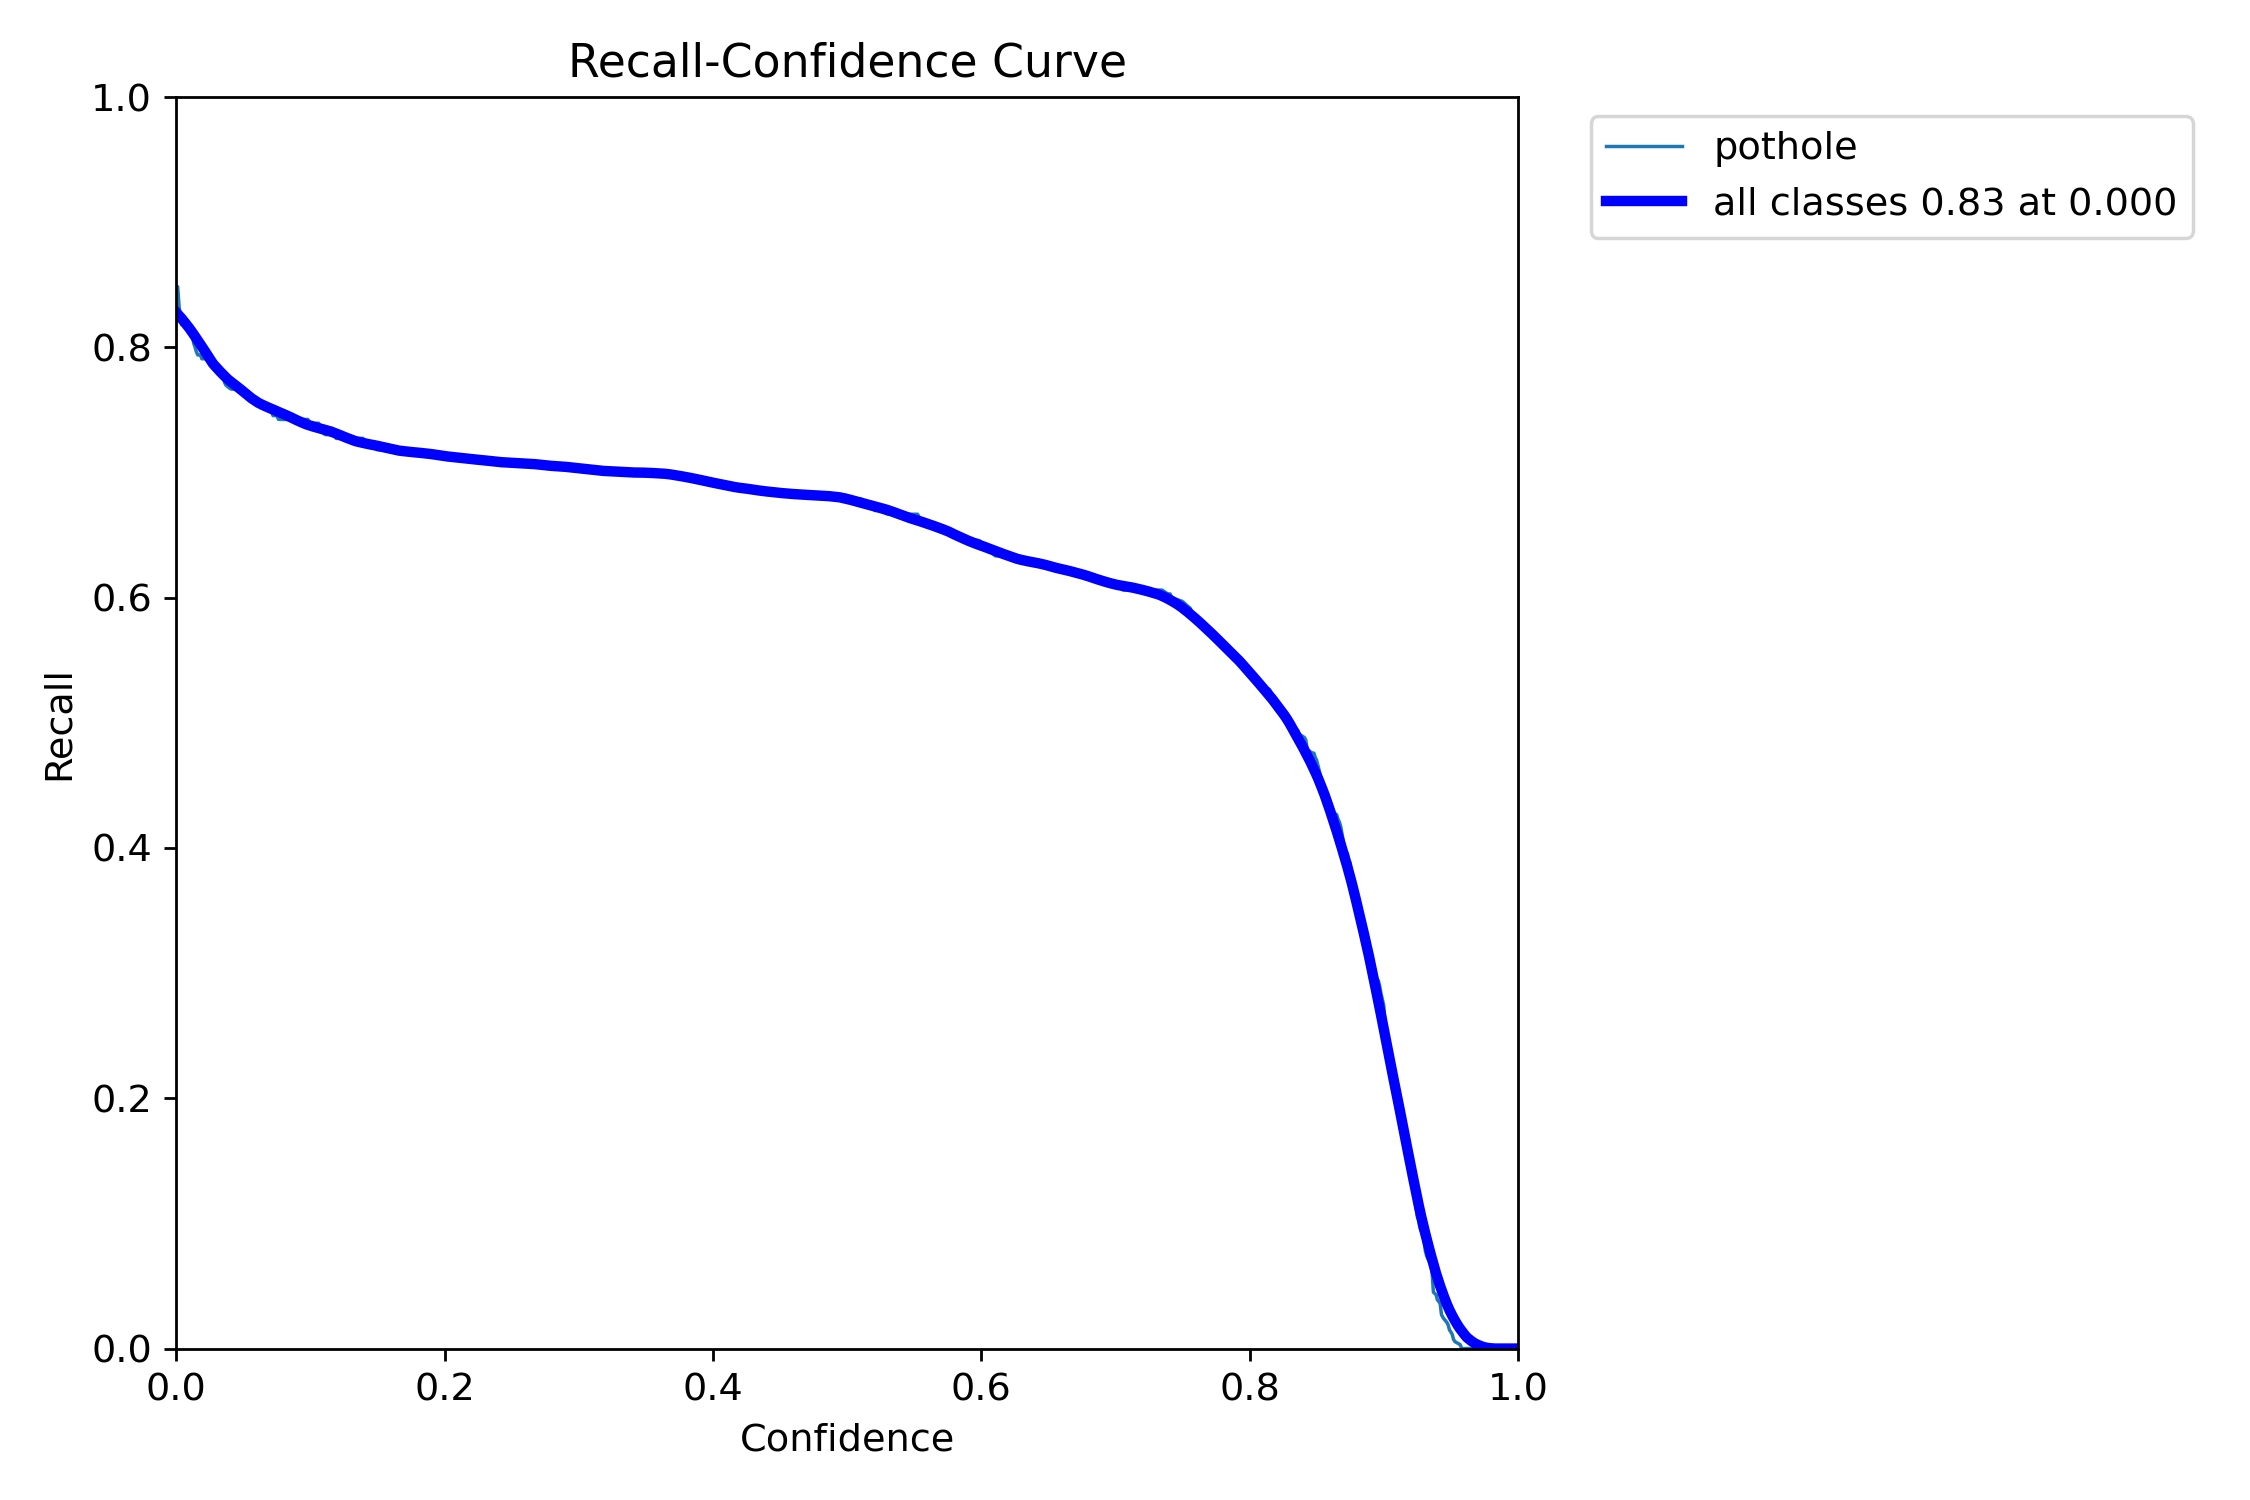 Recall-Confidence Curve
pothole
all classes 0.83 at 0.000
1.0
0.8
0.6
0.4
0.2
0.0
Recall
0.0 0.2 0.4 0.6 0.8 1.0
Confidence